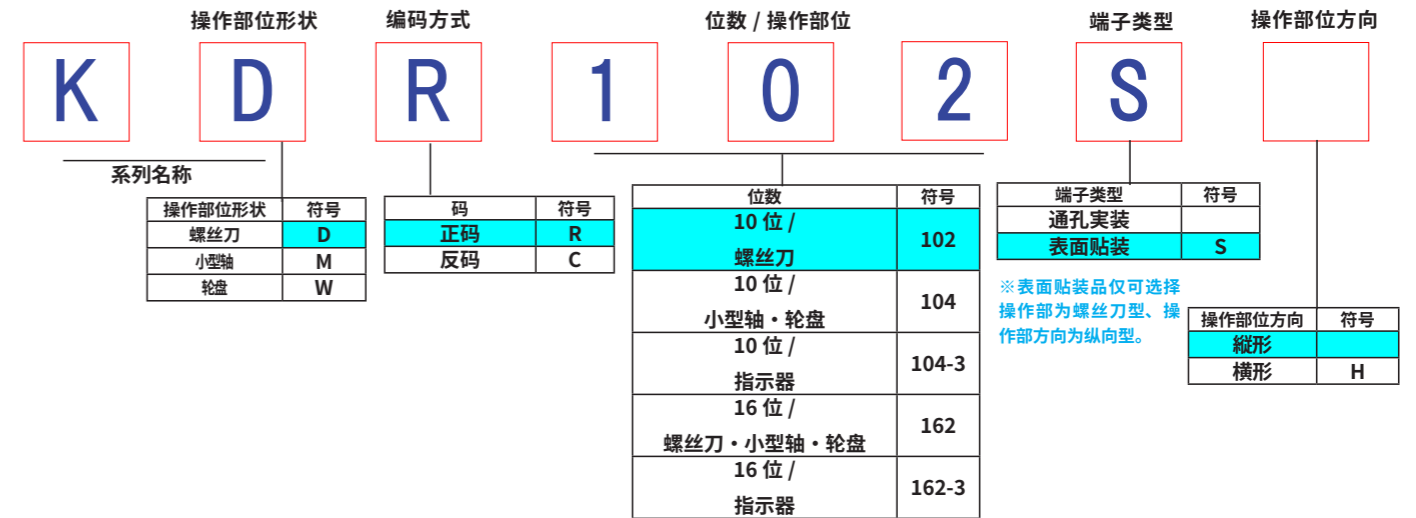 操作部位形状 编码方式 位数 / 操作部位 端子类型 操作部位方向
K D R 1 0 2 S
系列名称
操作部位形状 符号
螺丝刀 D
小型轴 M
轮盘 W
码 符号
正码 R
反码 C
位数 符号
10 位 /
螺丝刀 102
10 位 /
小型轴・轮盘 104
10 位 /
指示器 104-3
16 位 /
螺丝刀・小型轴・轮盘 162
16 位 /
指示器 162-3
端子类型 符号
通孔実装
表面贴装 S
※表面贴装品仅可选择
操作部为螺丝刀型、操
作部方向为纵向型。
操作部位方向 符号
縦形
横形 H